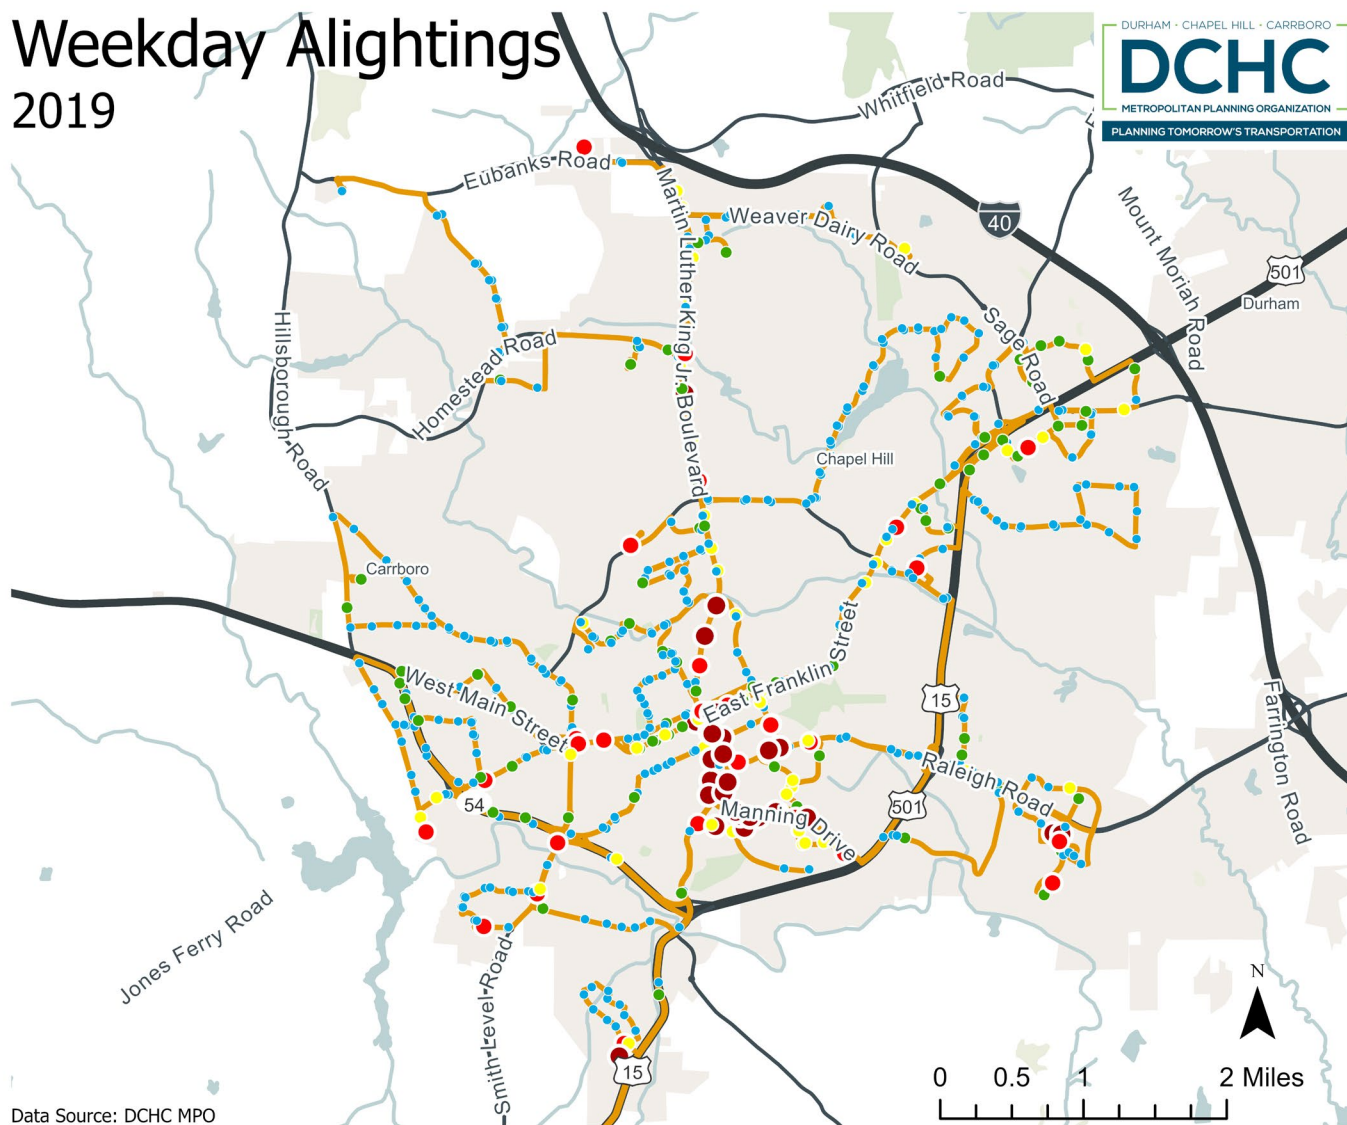 Weekday Alightings
2019
DURHAM · CHAPEL HILL · CARRBORO
DCHC
METROPOLITAN PLANNING ORGANIZATION
PLANNING TOMORROW'S TRANSPORTATION
Whitfield Road
Eubanks Road
Martin Luther King Jr. Boulevard
Weaver Dairy Road
40
Mount Moriah Road
501
Durham
Sage Road
Hillsborough Road
Homestead Road
Chapel Hill
Carrboro
East Franklin Street
West Main Street
15
Farrington Road
Raleigh Road
54
Manning Drive
501
Jones Ferry Road
Smith Level Road
15
N
0 0.5 1 2 Miles
Data Source: DCHC MPO